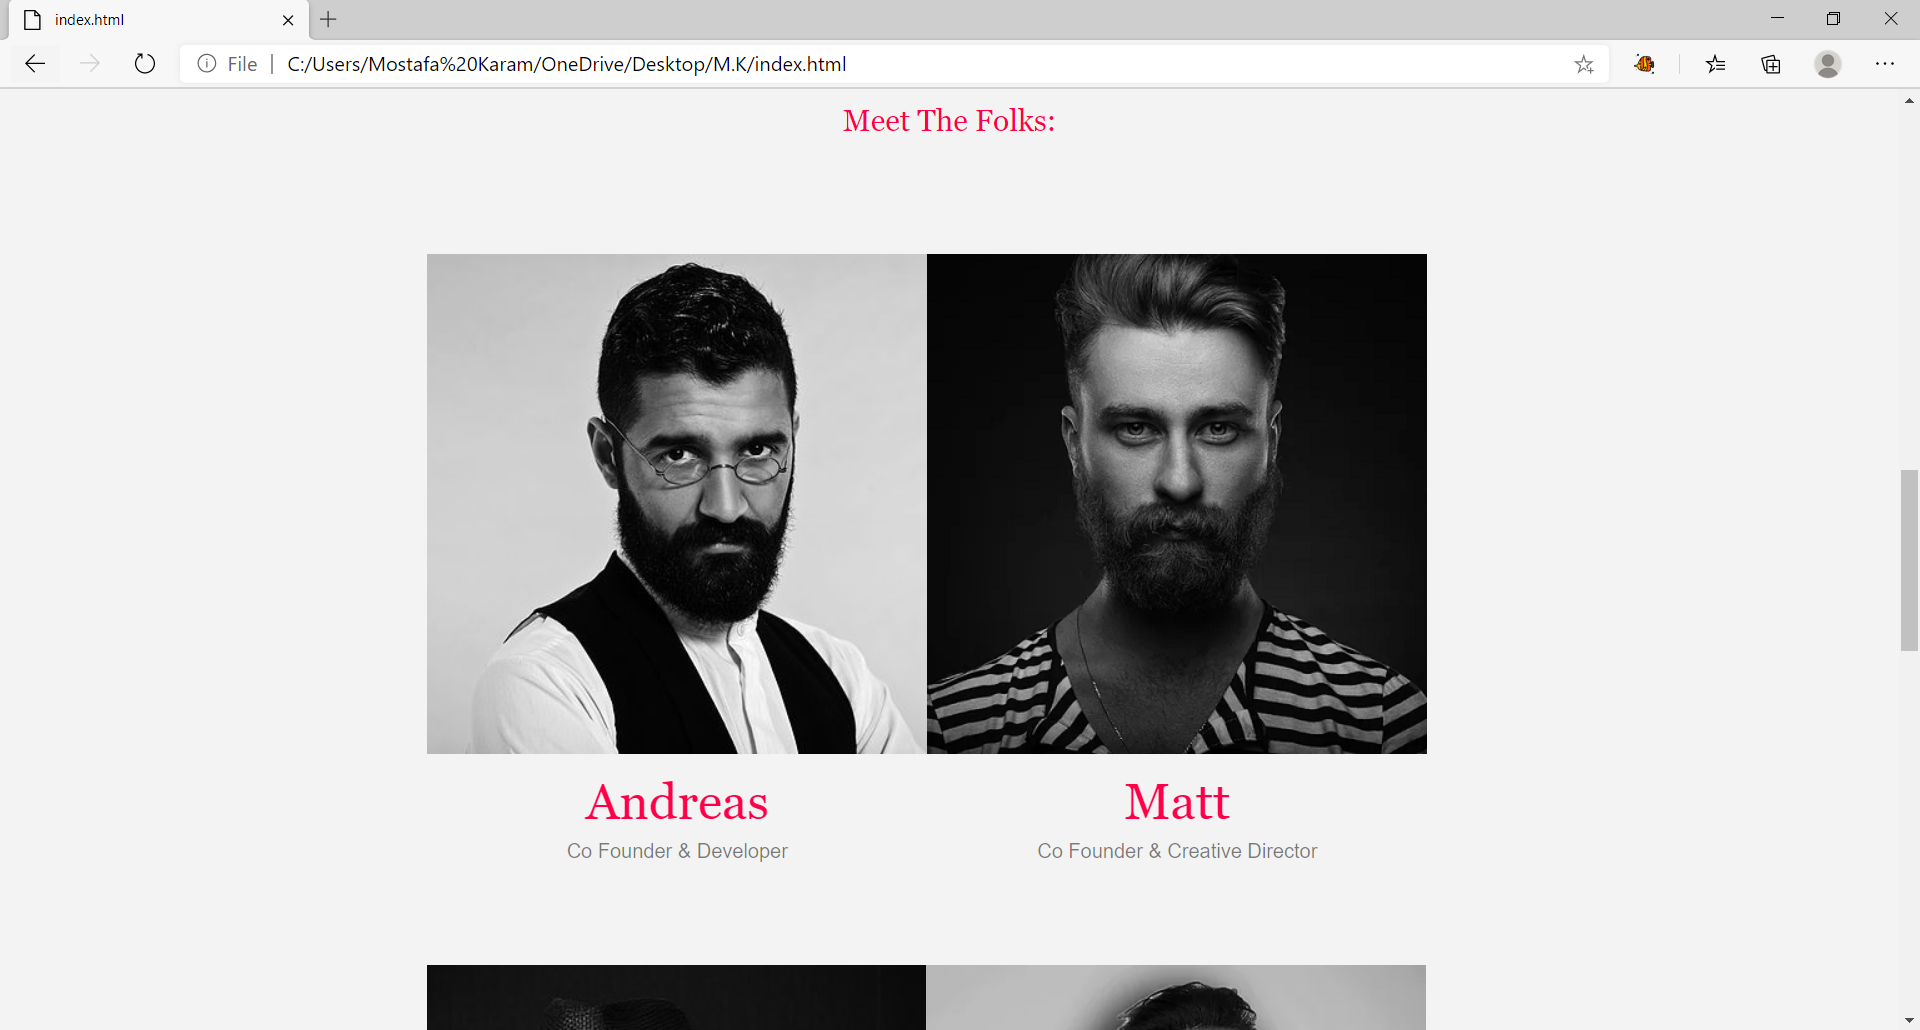 index.html
File | C:/Users/Mostafa%20Karam/OneDrive/Desktop/M.K/index.html
Meet The Folks:
Andreas
Matt
Co Founder & Developer
Co Founder & Creative Director